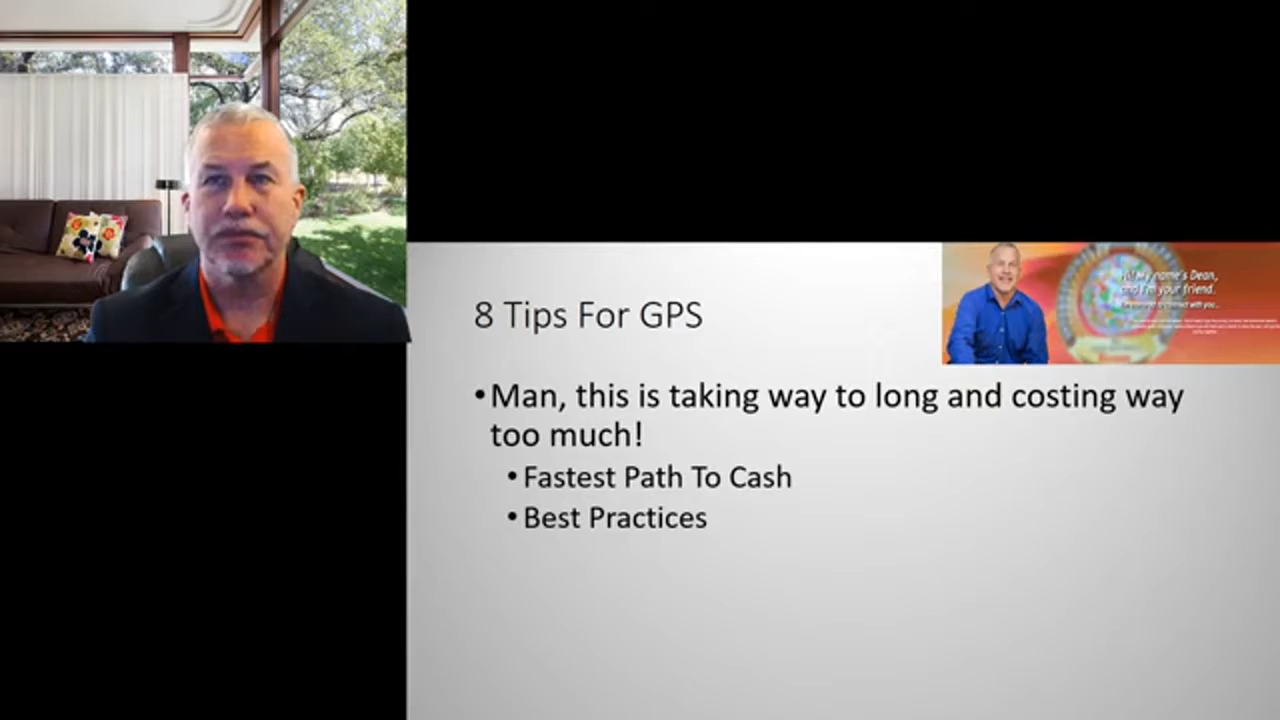 Hi! My name's Dean,
and I'm your friend.
8 Tips For GPS
•Man, this is taking way to long and costing way
too much!
•Fastest Path To Cash
•Best Practices